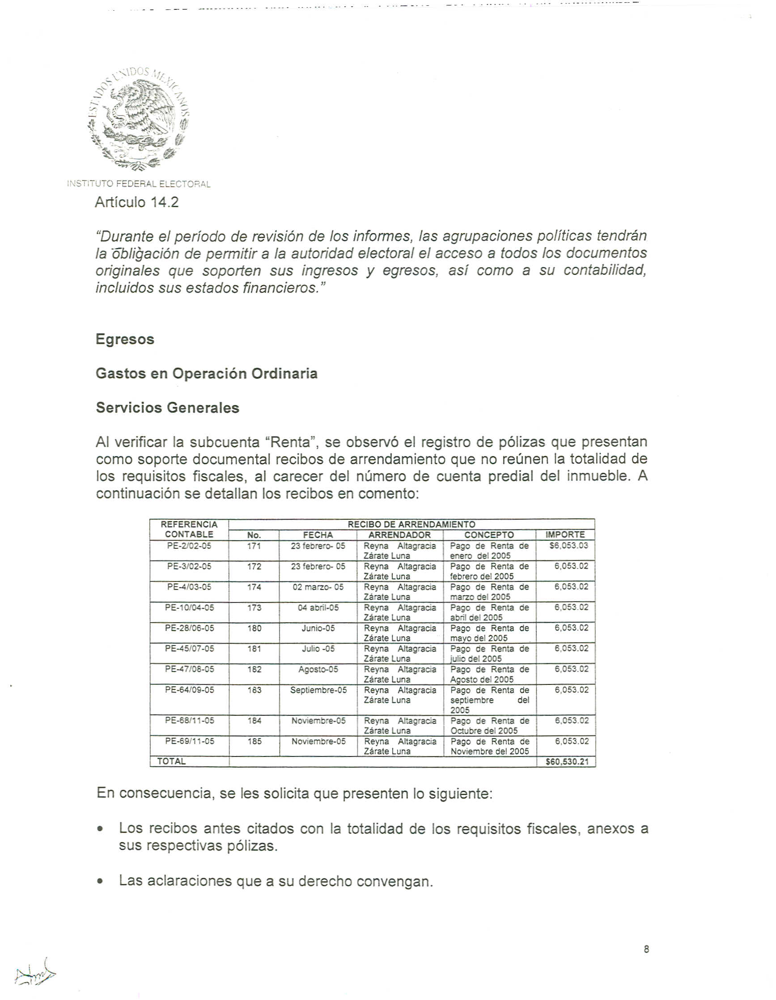 ESTADOS UNIDOS MEXICANOS
INSTITUTO FEDERAL ELECTORAL
Artículo 14.2
“Durante el período de revisión de los informes, las agrupaciones políticas tendrán
la obligación de permitir a la autoridad electoral el acceso a todos los documentos
originales que soporten sus ingresos y egresos, así como a su contabilidad,
incluidos sus estados financieros.”
Egresos
Gastos en Operación Ordinaria
Servicios Generales
Al verificar la subcuenta “Renta”, se observó el registro de pólizas que presentan
como soporte documental recibos de arrendamiento que no reúnen la totalidad de
los requisitos fiscales, al carecer del número de cuenta predial del inmueble. A
continuación se detallan los recibos en comento:
REFERENCIA RECIBO DE ARRENDAMIENTO
CONTABLE No. FECHA ARRENDADOR CONCEPTO IMPORTE
PE-2/02-05 171 23 febrero- 05 Reyna Altagracia Pago de Renta de $6,053.03
Zárate Luna enero del 2005
PE-3/02-05 172 23 febrero- 05 Reyna Altagracia Pago de Renta de 6,053.02
Zárate Luna febrero del 2005
PE-4/03-05 174 02 marzo- 05 Reyna Altagracia Pago de Renta de 6,053.02
Zárate Luna marzo del 2005
PE-10/04-05 173 04 abril-05 Reyna Altagracia Pago de Renta de 6,053.02
Zárate Luna abril del 2005
PE-28/06-05 180 Junio-05 Reyna Altagracia Pago de Renta de 6,053.02
Zárate Luna mayo del 2005
PE-45/07-05 181 Julio -05 Reyna Altagracia Pago de Renta de 6,053.02
Zárate Luna julio del 2005
PE-47/08-05 182 Agosto-05 Reyna Altagracia Pago de Renta de 6,053.02
Zárate Luna Agosto del 2005
PE-64/09-05 183 Septiembre-05 Reyna Altagracia Pago de Renta de 6,053.02
Zárate Luna septiembre del
2005
PE-68/11-05 184 Noviembre-05 Reyna Altagracia Pago de Renta de 6,053.02
Zárate Luna Octubre del 2005
PE-69/11-05 185 Noviembre-05 Reyna Altagracia Pago de Renta de 6,053.02
Zárate Luna Noviembre del 2005
TOTAL $60,530.21
En consecuencia, se les solicita que presenten lo siguiente:
• Los recibos antes citados con la totalidad de los requisitos fiscales, anexos a
sus respectivas pólizas.
• Las aclaraciones que a su derecho convengan.
8